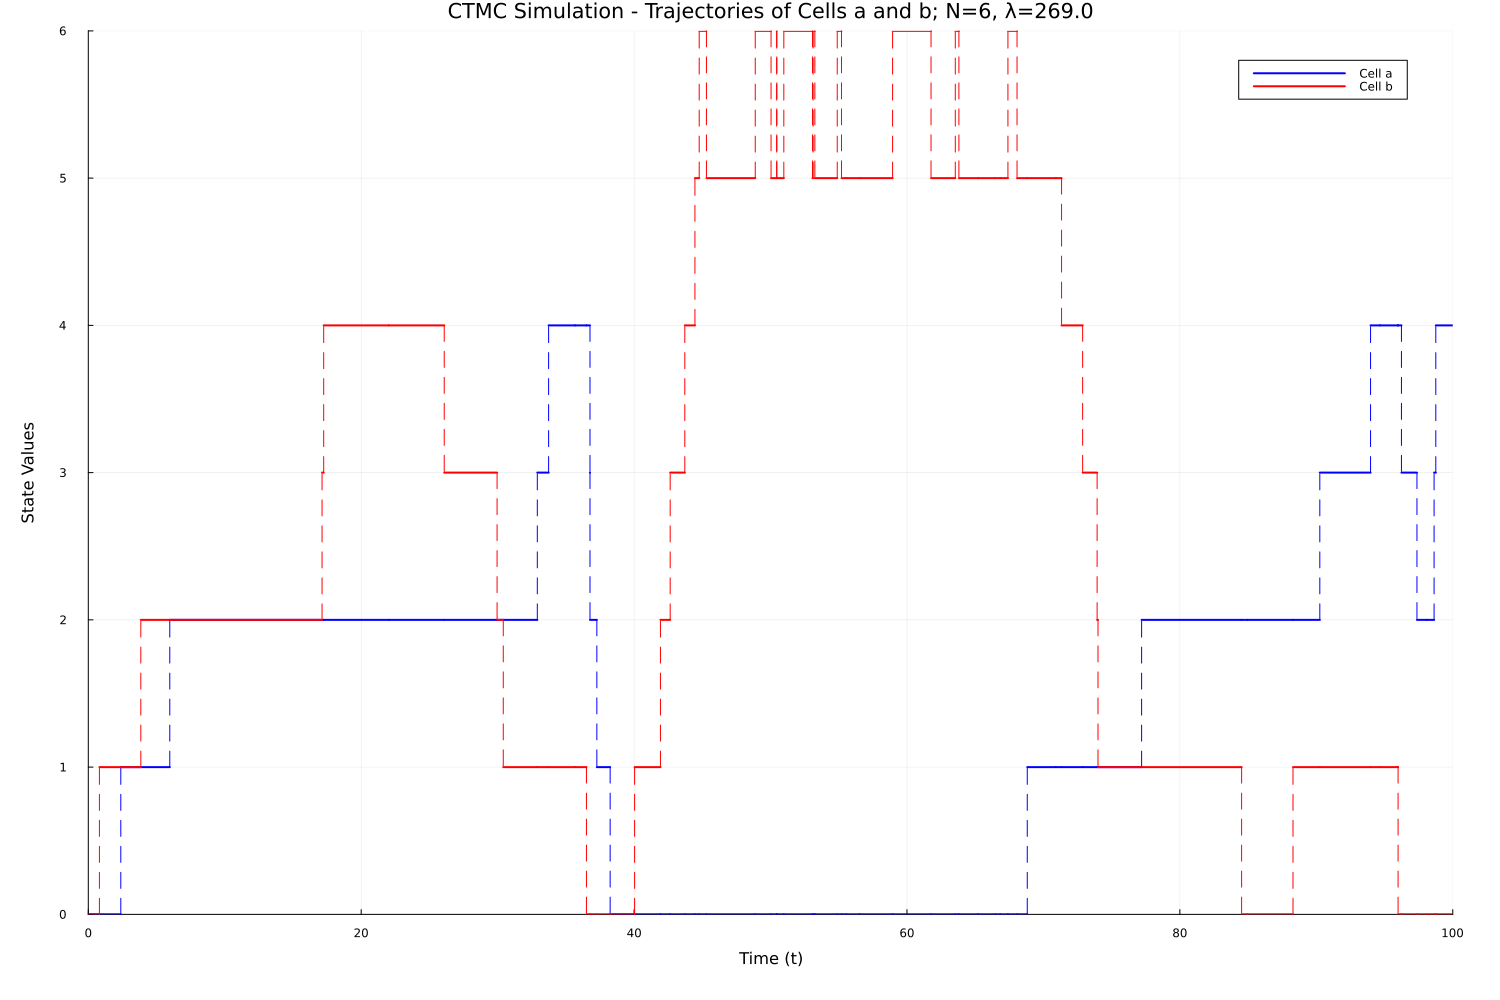 CTMC Simulation - Trajectories of Cells a and b; N=6, λ=269.0
6
5
4
3
2
1
0
State Values
Cell a
Cell b
0 20 40 60 80 100
Time (t)